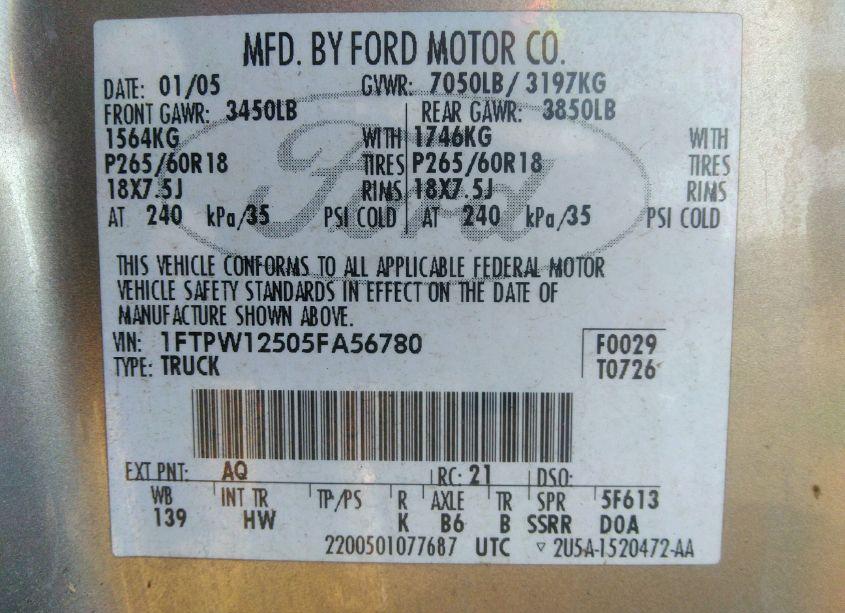 MFD. BY FORD MOTOR CO.
DATE: 01/05 GVWR: 7050LB/ 3197KG
FRONT GAWR: 3450LB REAR GAWR: 3850LB
1564KG WITH 1746KG WITH
P265/60R18 TIRES P265/60R18 TIRES
18X7.5J RIMS 18X7.5J RIMS
AT 240 kPa/35 PSI COLD AT 240 kPa/35 PSI COLD
Ford
THIS VEHICLE CONFORMS TO ALL APPLICABLE FEDERAL MOTOR
VEHICLE SAFETY STANDARDS IN EFFECT ON THE DATE OF
MANUFACTURE SHOWN ABOVE.
VIN: 1FTPW12505FA56780 F0029
TYPE: TRUCK T0726
EXT PNT: AQ RC: 21 DSO:
WB INT TR TP/PS R AXLE TR SPR 5F613
139 HW K B6 B SSRR DOA
2200501077687 UTC ▽ 2U5A-1520472-AA